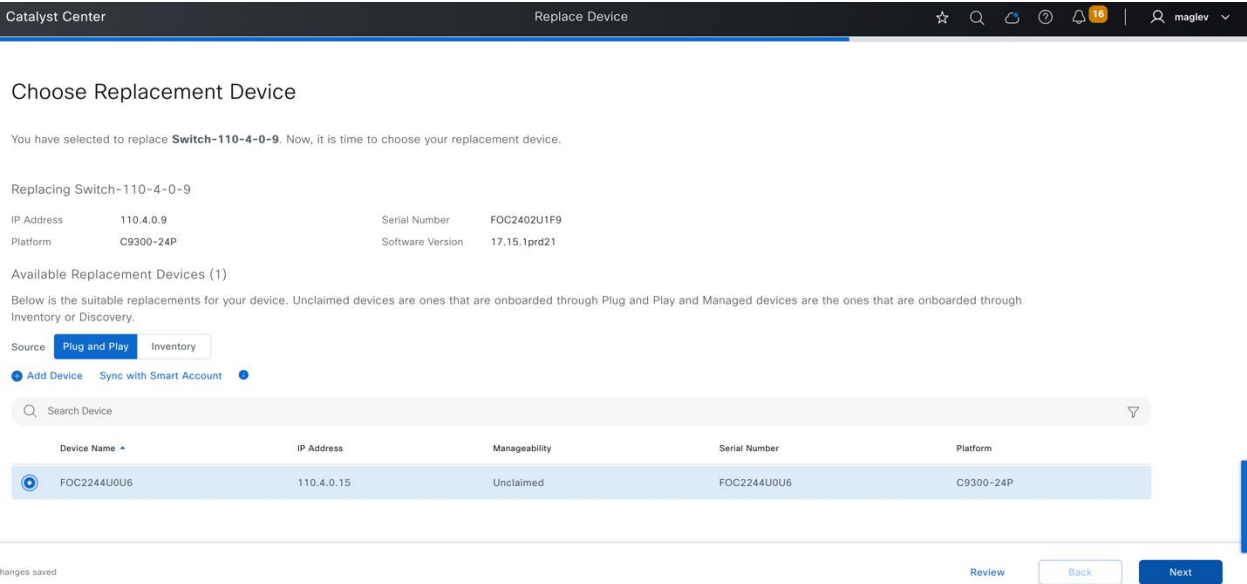 Catalyst Center
Replace Device
16
maglev
Choose Replacement Device
You have selected to replace Switch-110-4-0-9. Now, it is time to choose your replacement device.
Replacing Switch-110-4-0-9
IP Address 110.4.0.9 Serial Number FOC2402U1F9
Platform C9300-24P Software Version 17.15.1prd21
Available Replacement Devices (1)
Below is the suitable replacements for your device. Unclaimed devices are ones that are onboarded through Plug and Play and Managed devices are the ones that are onboarded through
Inventory or Discovery.
Source Plug and Play Inventory
Add Device Sync with Smart Account
Search Device
Device Name IP Address Manageability Serial Number Platform
FOC2244U0U6 110.4.0.15 Unclaimed FOC2244U0U6 C9300-24P
hanges saved Review Back Next